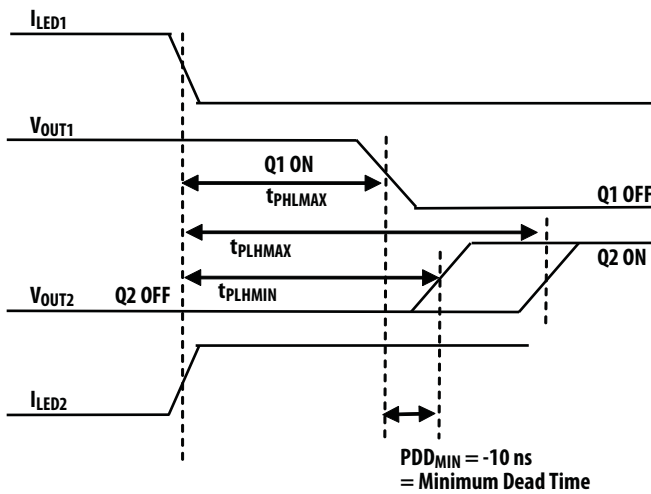 ILED1
VOUT1
Q1 ON
tPHLMAX
Q1 OFF
tPLHMAX
Q2 ON
tPLHMIN
VOUT2
Q2 OFF
ILED2
PDDMIN = -10 ns
= Minimum Dead Time